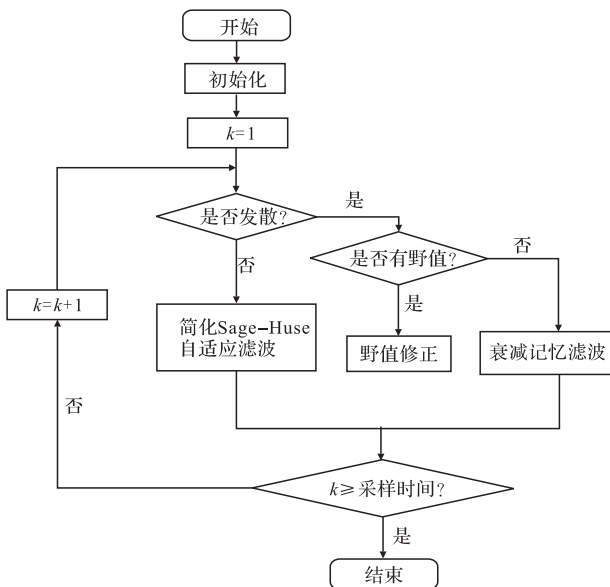 开始
初始化
k=1
是否发散?
是
是否有野值?
否
否
是
k=k+1
简化Sage-Huse
自适应滤波
野值修正
衰减记忆滤波
否
k≥采样时间?
是
结束